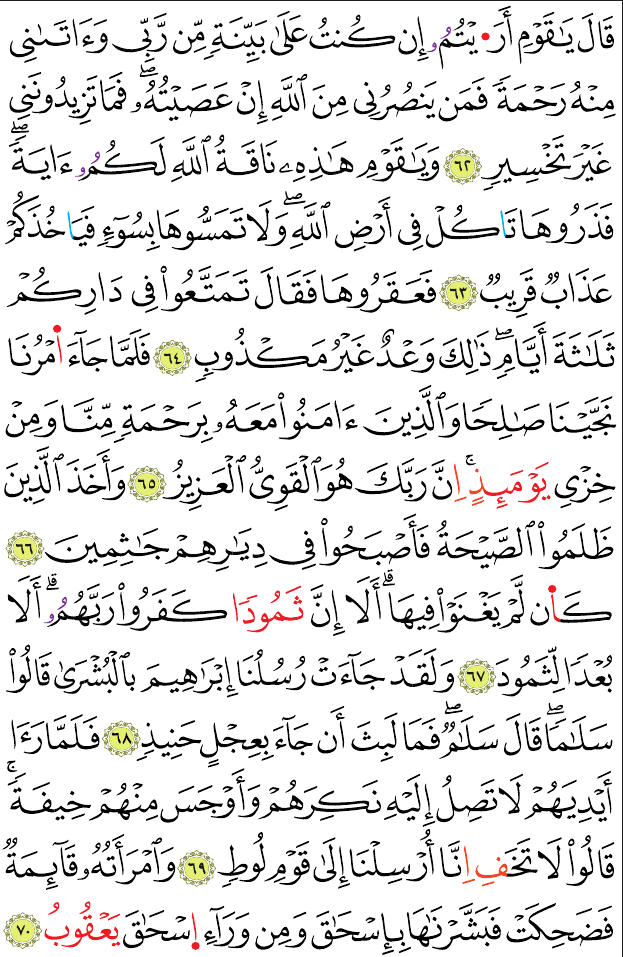 قَالَ يَٰقَوۡمِ أَرَ•يۡتُمُۥ إِن كُنتُ عَلَىٰ بَيِّنَةٖ مِّن رَّبِّي وَءَاتَىٰنِي
مِنۡهُ رَحۡمَةٗ فَمَن يَنصُرُنِي مِنَ ٱللَّهِ إِنۡ عَصَيۡتُهُۥۖ فَمَا تَزِيدُونَنِي
غَيۡرَ تَخۡسِيرٖ ٦٢ وَيَٰقَوۡمِ هَٰذِهِۦ نَاقَةُ ٱللَّهِ لَكُمُۥ ءَايَةٗۖ
فَذَرُوهَا تَاكُلۡ فِي أَرۡضِ ٱللَّهِۖ وَلَا تَمَسُّوهَا بِسُوٓءٖ فَيَاخُذَكُمۡ
عَذَابٞ قَرِيبٞ ٦٣ فَعَقَرُوهَا فَقَالَ تَمَتَّعُواْ فِي دَارِكُمۡ
ثَلَٰثَةَ أَيَّامٖۖ ذَٰلِكَ وَعۡدٌ غَيۡرُ مَكۡذُوبٖ ٦٤ فَلَمَّا جَآءَ اَ۬مۡرُنَا
نَجَّيۡنَا صَٰلِحٗا وَٱلَّذِينَ ءَامَنُواْ مَعَهُۥ بِرَحۡمَةٖ مِّنَّا وَمِنۡ
خِزۡيِ يَوۡمَئِذٍۚ اِنَّ رَبَّكَ هُوَ ٱلۡقَوِيُّ ٱلۡعَزِيزُ ٦٥ وَأَخَذَ ٱلَّذِينَ
ظَلَمُواْ ٱلصَّيۡحَةُ فَأَصۡبَحُواْ فِي دِيَٰرِهِمۡ جَٰثِمِينَ ٦٦
كَأَن لَّمۡ يَغۡنَوۡاْ فِيهَاۗ أَلَا إِنَّ ثَمُودٗا كَفَرُواْ رَبَّهُمُۥۗ أَلَا
بُعۡدٗا لِّثَمُودَ ٦٧ وَلَقَدۡ جَآءَتۡ رُسُلُنَا إِبۡرَٰهِيمَ بِٱلۡبُشۡرَىٰ قَالُواْ
سَلَٰمٗاۖ قَالَ سَلَٰمٞۖ فَمَا لَبِثَ أَن جَآءَ بِعِجۡلٍ حَنِيذٖ ٦٨ فَلَمَّا رَءَا
أَيۡدِيَهُمۡ لَا تَصِلُ إِلَيۡهِ نَكِرَهُمۡ وَأَوۡجَسَ مِنۡهُمۡ خِيفَةٗۚ
قَالُواْ لَا تَخَفِ اِنَّا أُرۡسِلۡنَا إِلَىٰ قَوۡمِ لُوطٖ ٦٩ وَٱمۡرَأَتُهُۥ قَآئِمَةٞ
فَضَحِكَتۡ فَبَشَّرۡنَٰهَا بِإِسۡحَٰقَ وَمِن وَرَآءِ اِ۪سۡحَٰقَ يَعۡقُوبُ ٧٠